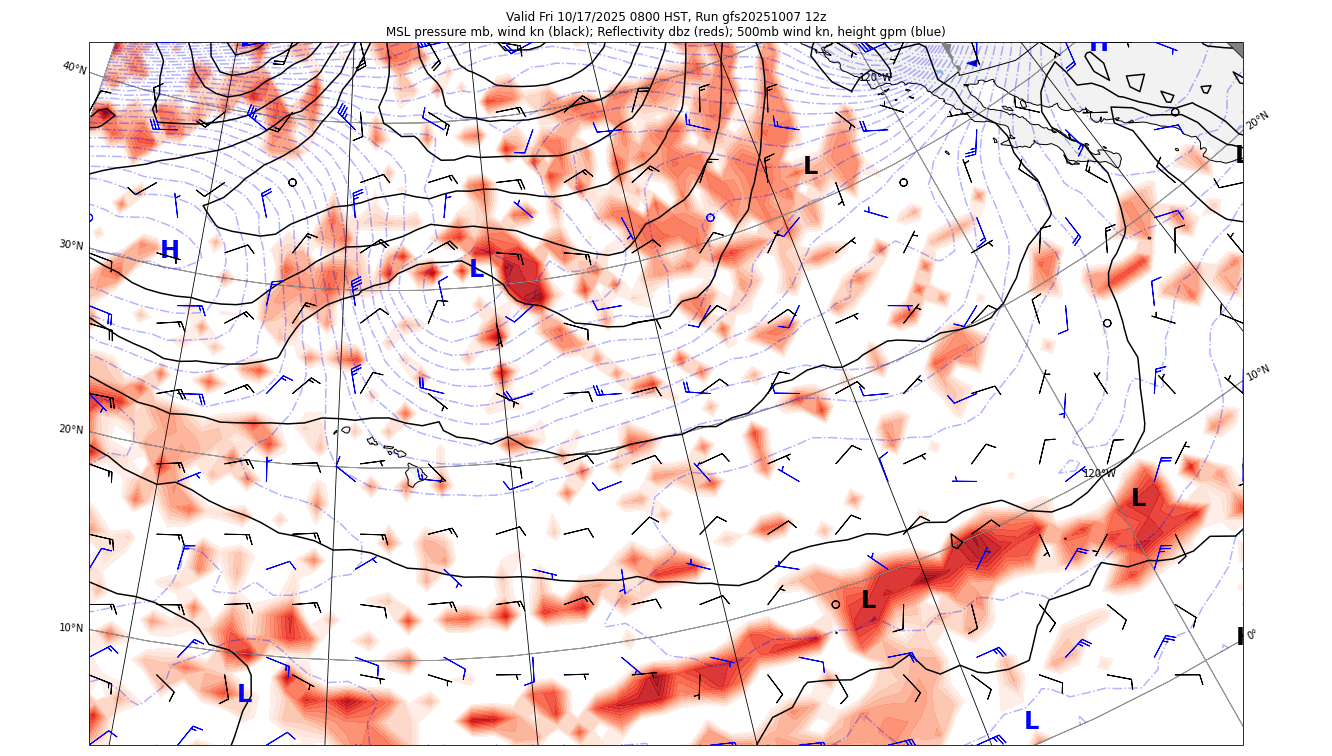 Valid Fri 10/17/2025 0800 HST, Run gfs20251007 12z
MSL pressure mb, wind kn (black); Reflectivity dbz (reds); 500mb wind kn, height gpm (blue)
H
40°N
120°W
20°N
L
L
30°N
H
L
10°N
20°N
120°W
L
L
10°N
0°
L
L